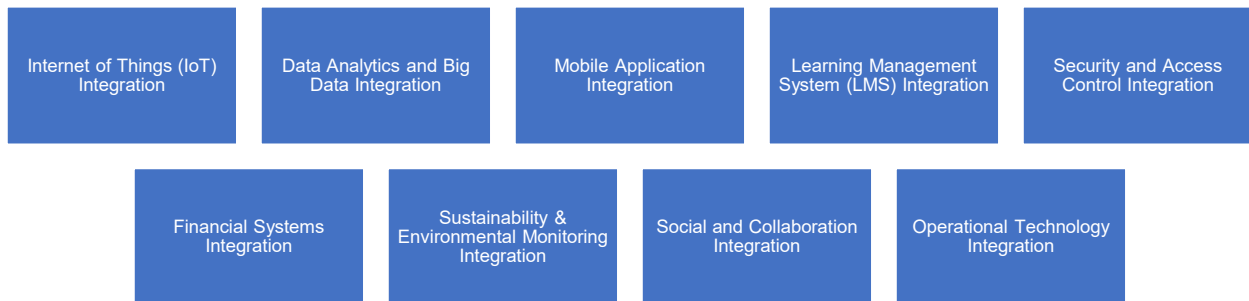 Internet of Things (IoT)
Integration
Data Analytics and Big
Data Integration
Mobile Application
Integration
Learning Management
System (LMS) Integration
Security and Access
Control Integration
Financial Systems
Integration
Sustainability &
Environmental Monitoring
Integration
Social and Collaboration
Integration
Operational Technology
Integration